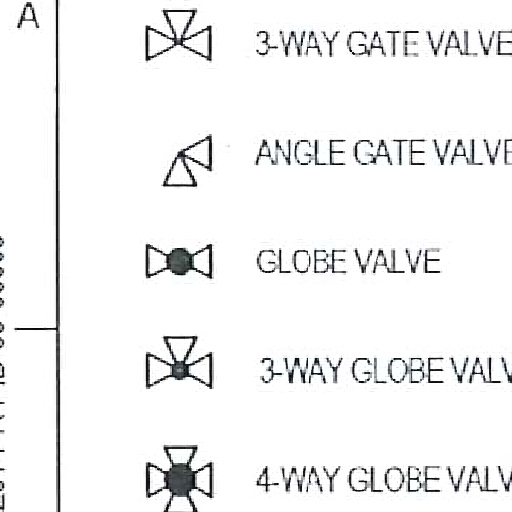 A
3-WAY GATE VALVE
ANGLE GATE VALVE
GLOBE VALVE
3-WAY GLOBE VALV
4-WAY GLOBE VALV